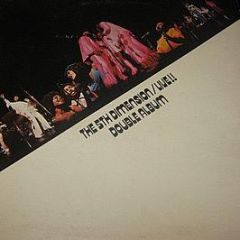 THE 5TH DIMENSION/LIVE!!
DOUBLE ALBUM